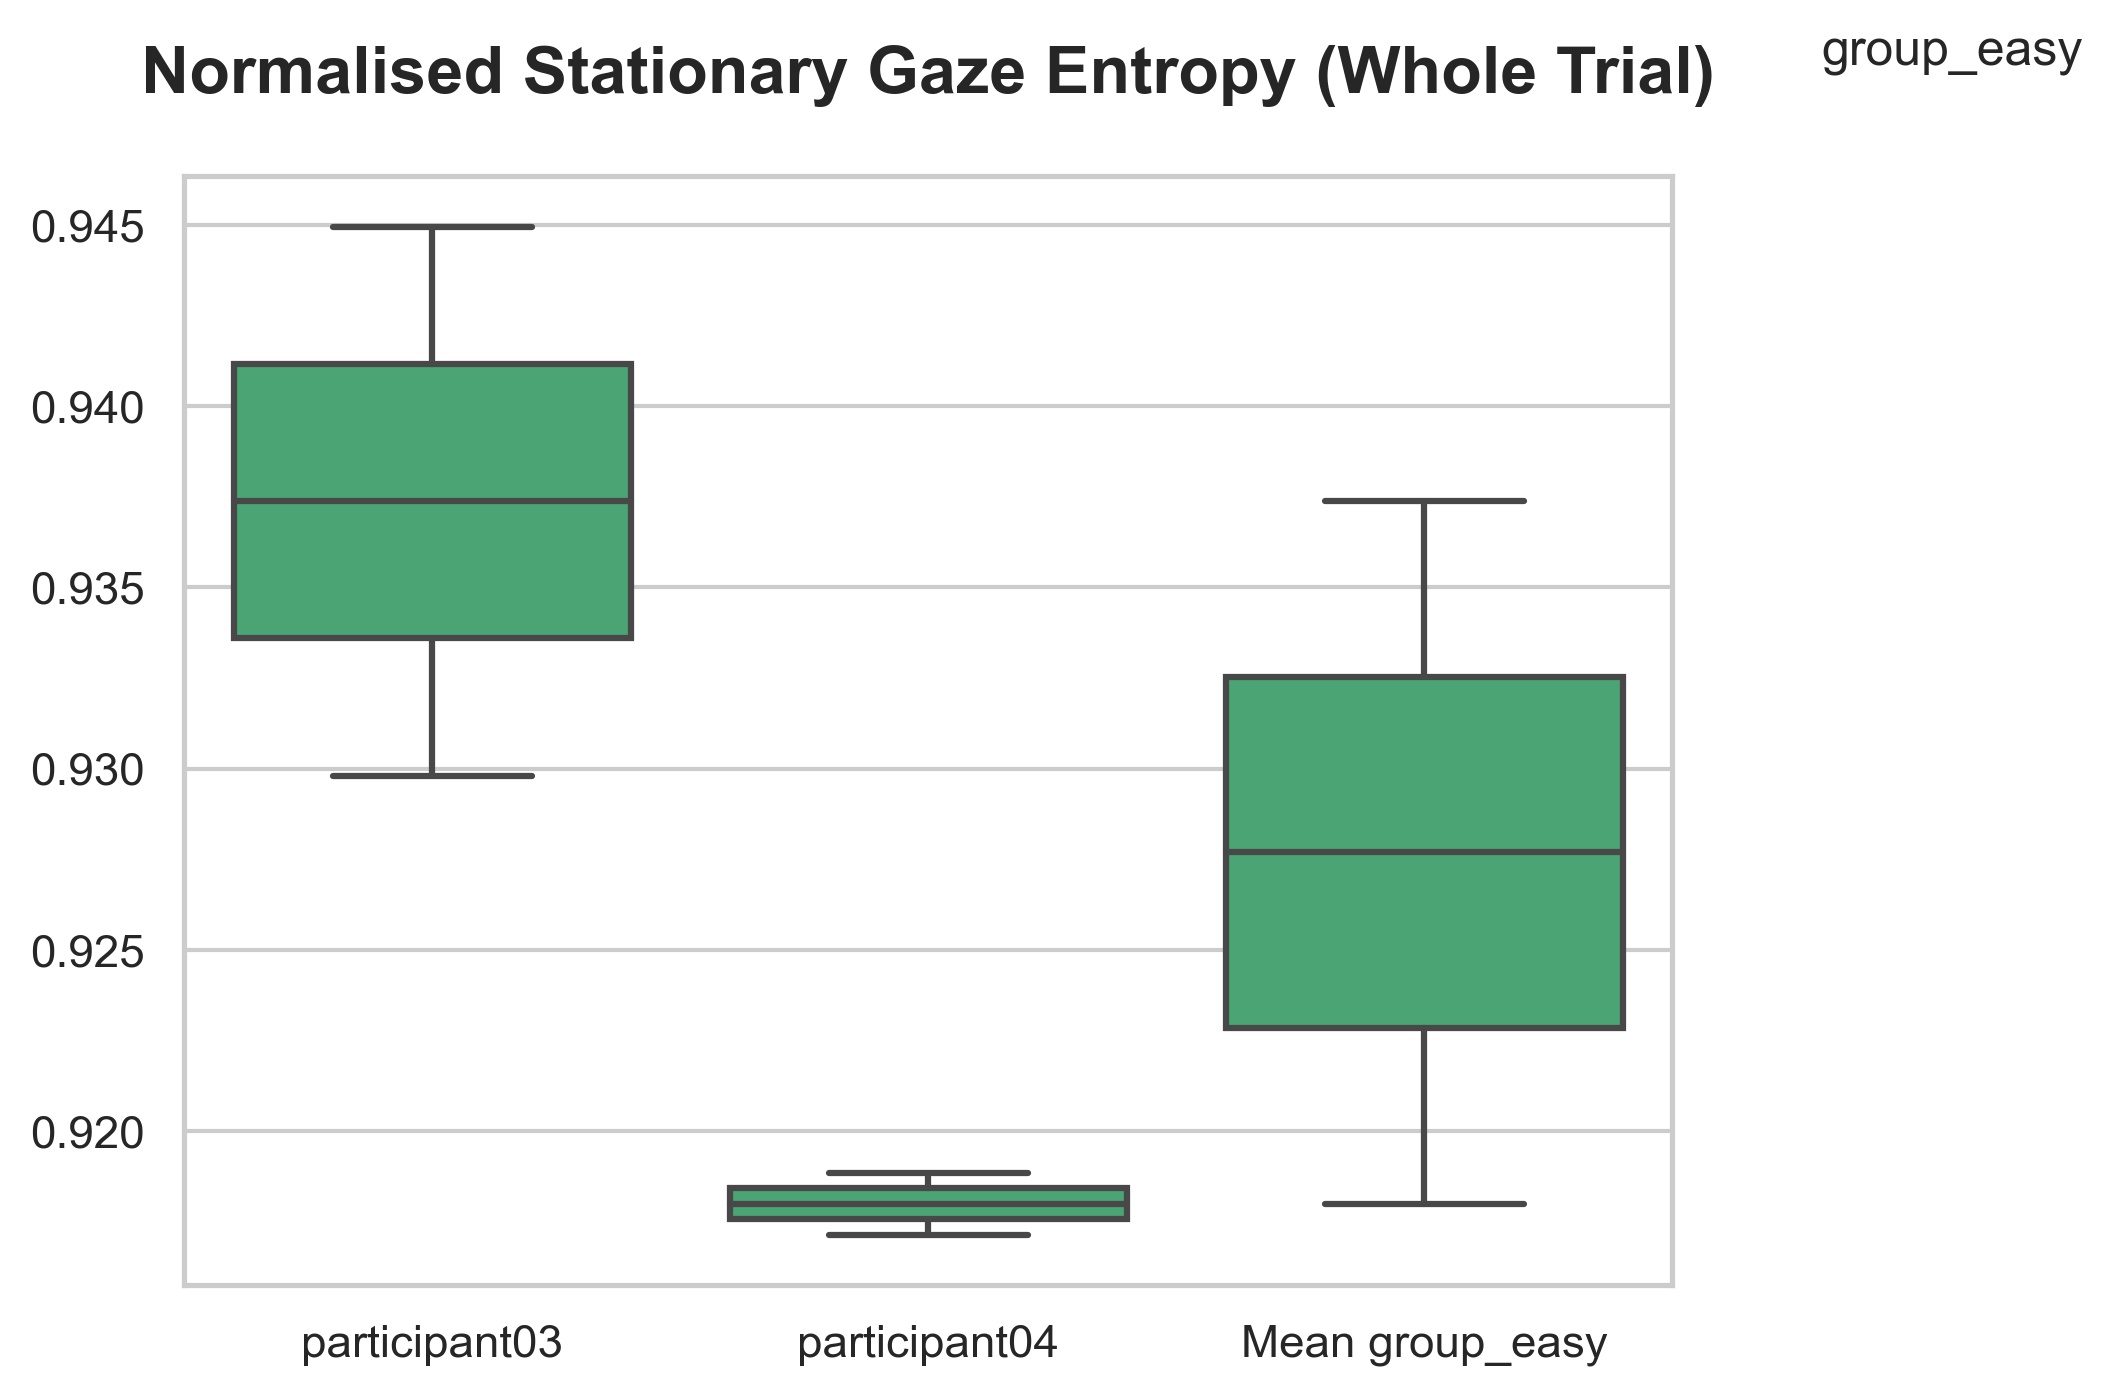 Normalised Stationary Gaze Entropy (Whole Trial)
group_easy
0.945
0.940
0.935
0.930
0.925
0.920
participant03
participant04
Mean group_easy